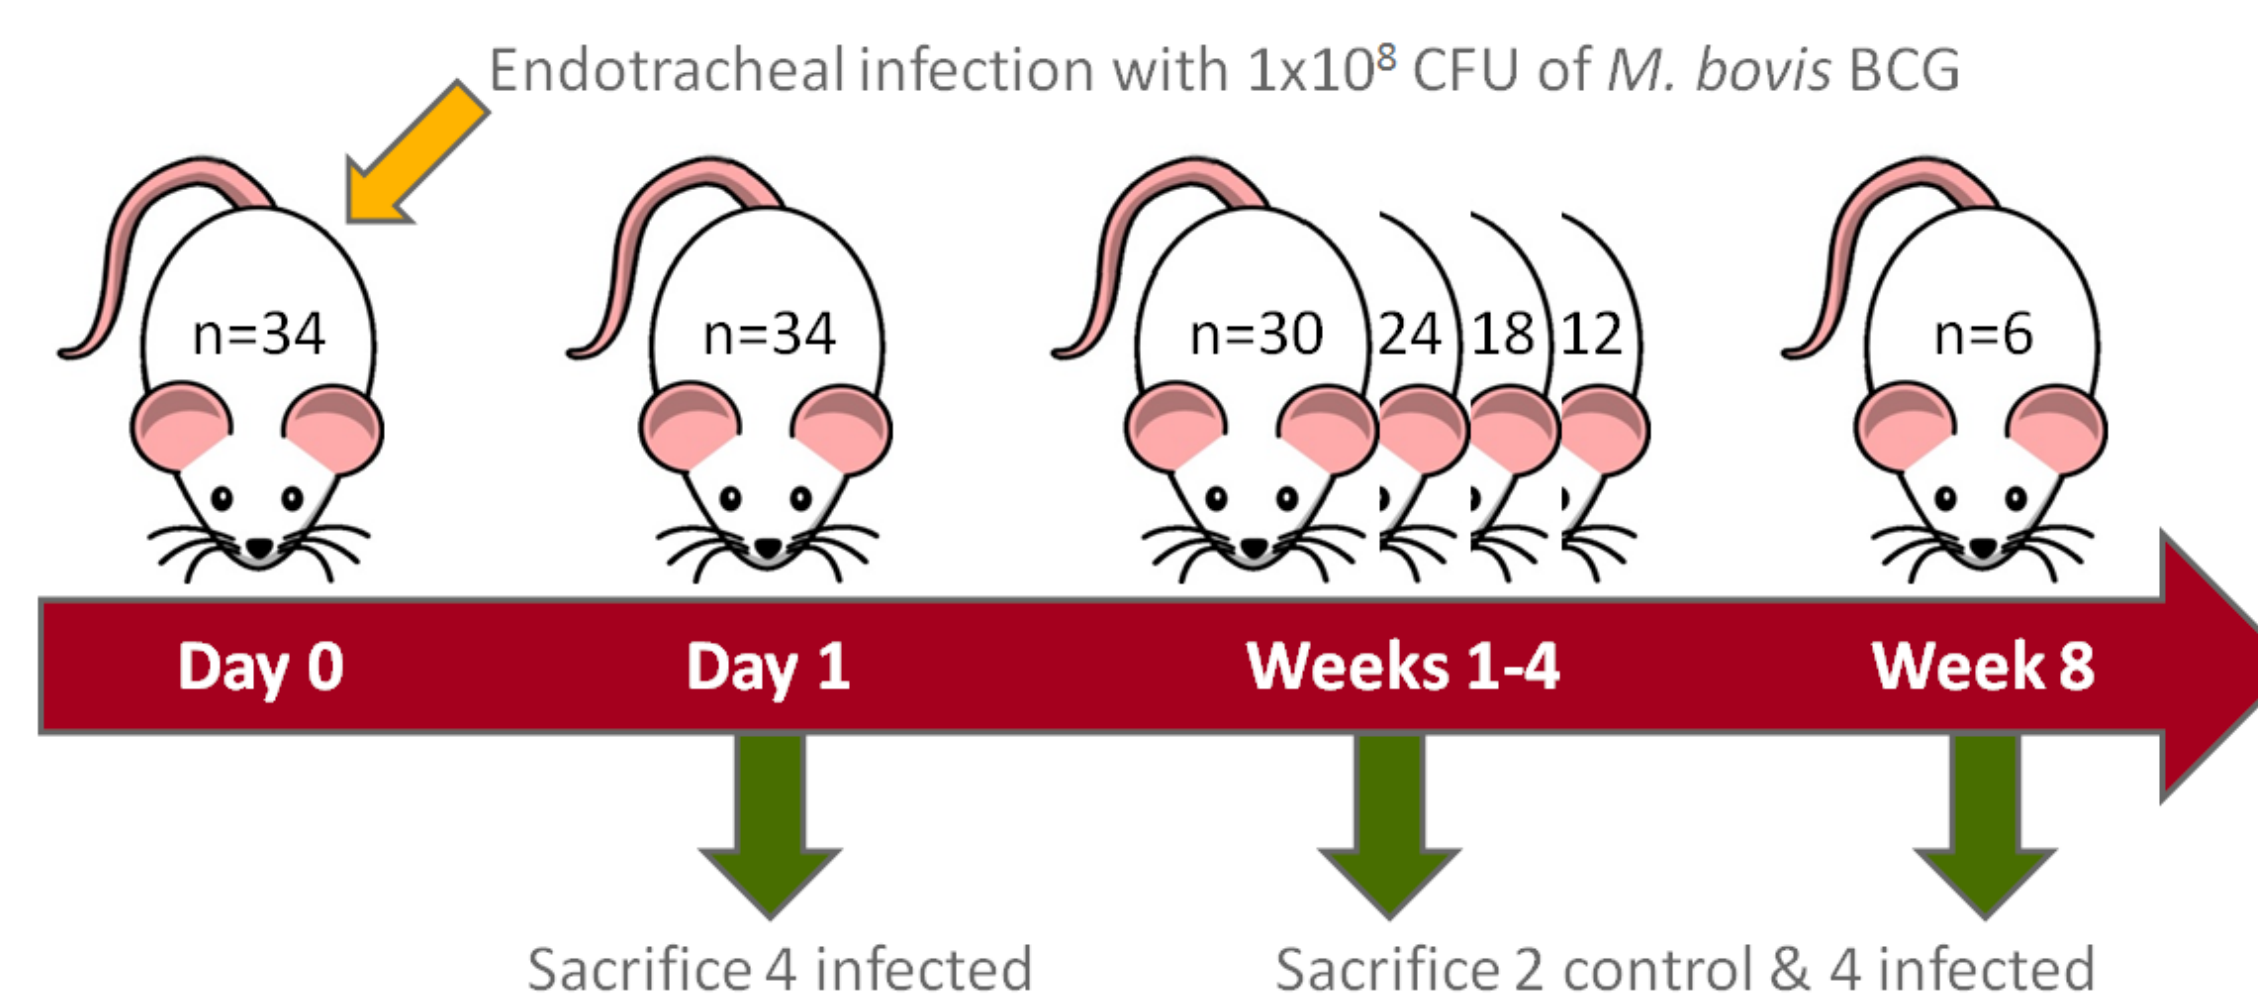 Endotracheal infection with 1x10⁸ CFU of M. bovis BCG
n=34
n=34
n=30 24 18 12
n=6
Day 0
Day 1
Weeks 1-4
Week 8
Sacrifice 4 infected
Sacrifice 2 control & 4 infected